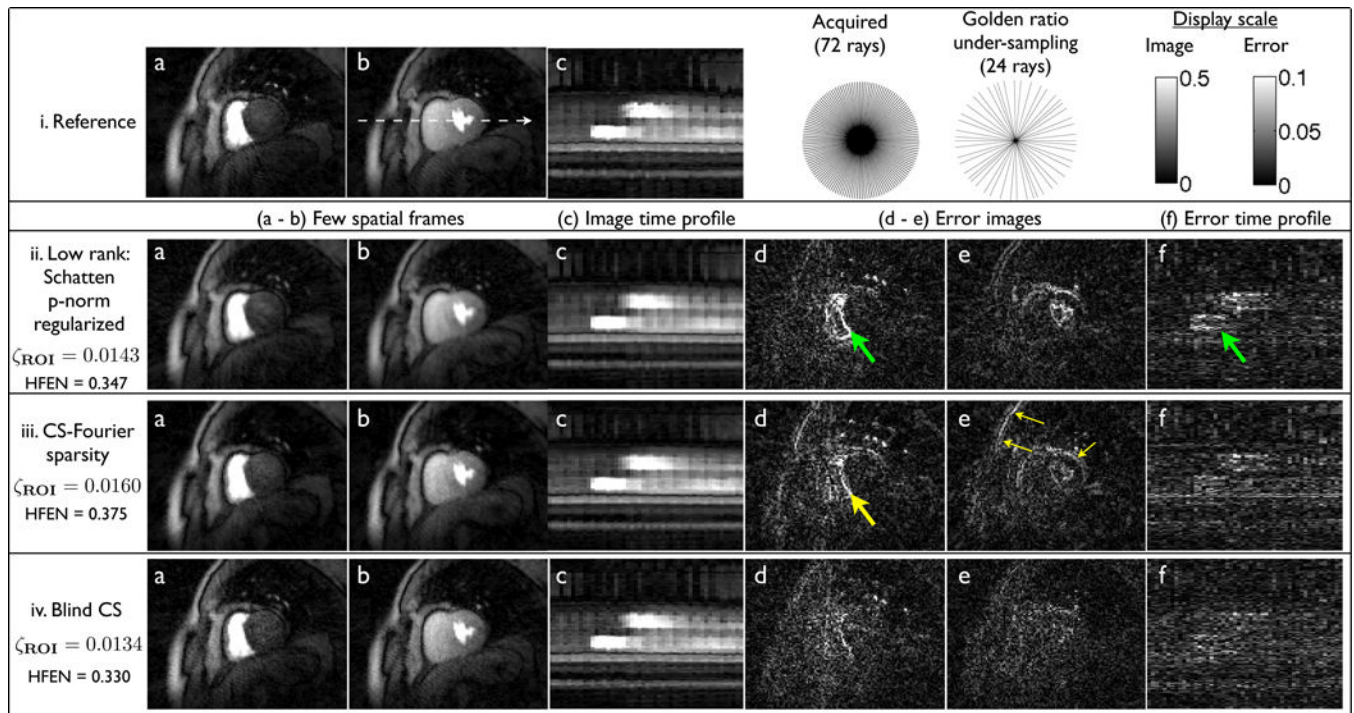 Acquired
(72 rays)
Golden ratio
under-sampling
(24 rays)
Display scale
Image
Error
0.5
0
0.1
0.05
0
i. Reference
a
b
c
(a - b) Few spatial frames
(c) Image time profile
(d - e) Error images
(f) Error time profile
ii. Low rank:
Schatten
p-norm
regularized
ζROI = 0.0143
HFEN = 0.347
a
b
c
d
e
f
iii. CS-Fourier
sparsity
ζROI = 0.0160
HFEN = 0.375
a
b
c
d
e
f
iv. Blind CS
ζROI = 0.0134
HFEN = 0.330
a
b
c
d
e
f